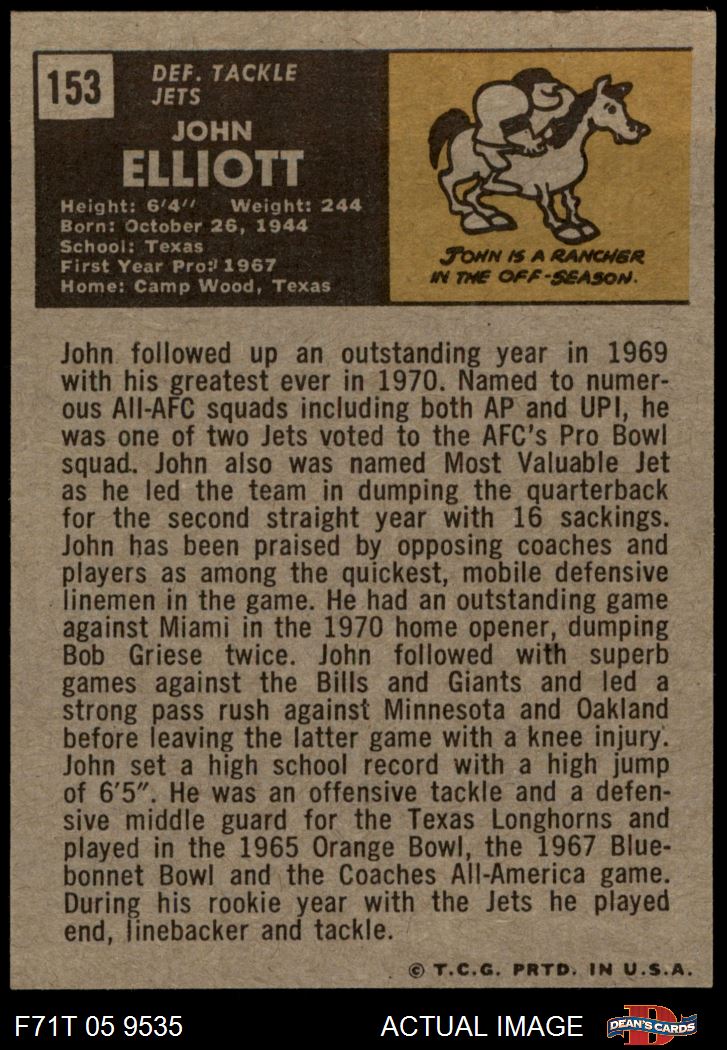 153
DEF. TACKLE
JETS
JOHN
ELLIOTT
Height: 6'4" Weight: 244
Born: October 26, 1944
School: Texas
First Year Pro: 1967
Home: Camp Wood, Texas
JOHN IS A RANCHER
IN THE OFF-SEASON.
John followed up an outstanding year in 1969
with his greatest ever in 1970. Named to numer-
ous All-AFC squads including both AP and UPI, he
was one of two Jets voted to the AFC's Pro Bowl
squad. John also was named Most Valuable Jet
as he led the team in dumping the quarterback
for the second straight year with 16 sackings.
John has been praised by opposing coaches and
players as among the quickest, mobile defensive
linemen in the game. He had an outstanding game
against Miami in the 1970 home opener, dumping
Bob Griese twice. John followed with superb
games against the Bills and Giants and led a
strong pass rush against Minnesota and Oakland
before leaving the latter game with a knee injury.
John set a high school record with a high jump
of 6'5". He was an offensive tackle and a defen-
sive middle guard for the Texas Longhorns and
played in the 1965 Orange Bowl, the 1967 Blue-
bonnet Bowl and the Coaches All-America game.
During his rookie year with the Jets he played
end, linebacker and tackle.
© T.C.G. PRTD. IN U.S.A.
F71T 05 9535
ACTUAL IMAGE
D
DEAN'S CARDS